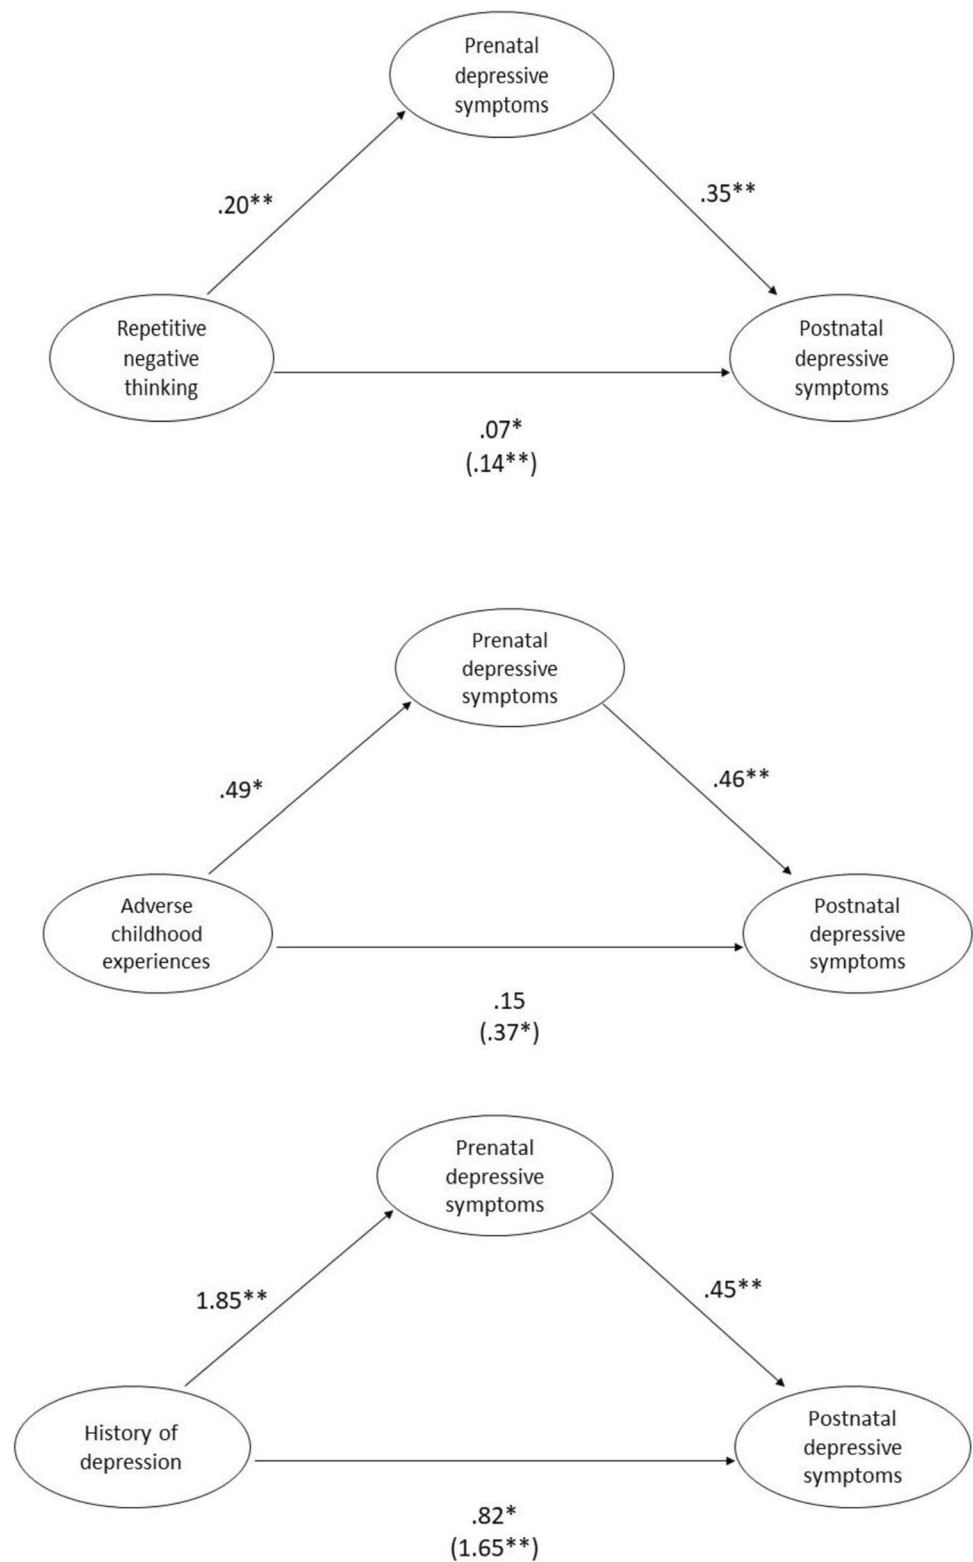 Prenatal
depressive
symptoms
.20**
.35**
Repetitive
negative
thinking
Postnatal
depressive
symptoms
.07*
(.14**)
Prenatal
depressive
symptoms
.49*
.46**
Adverse
childhood
experiences
Postnatal
depressive
symptoms
.15
(.37*)
Prenatal
depressive
symptoms
1.85**
.45**
History of
depression
Postnatal
depressive
symptoms
.82*
(1.65**)